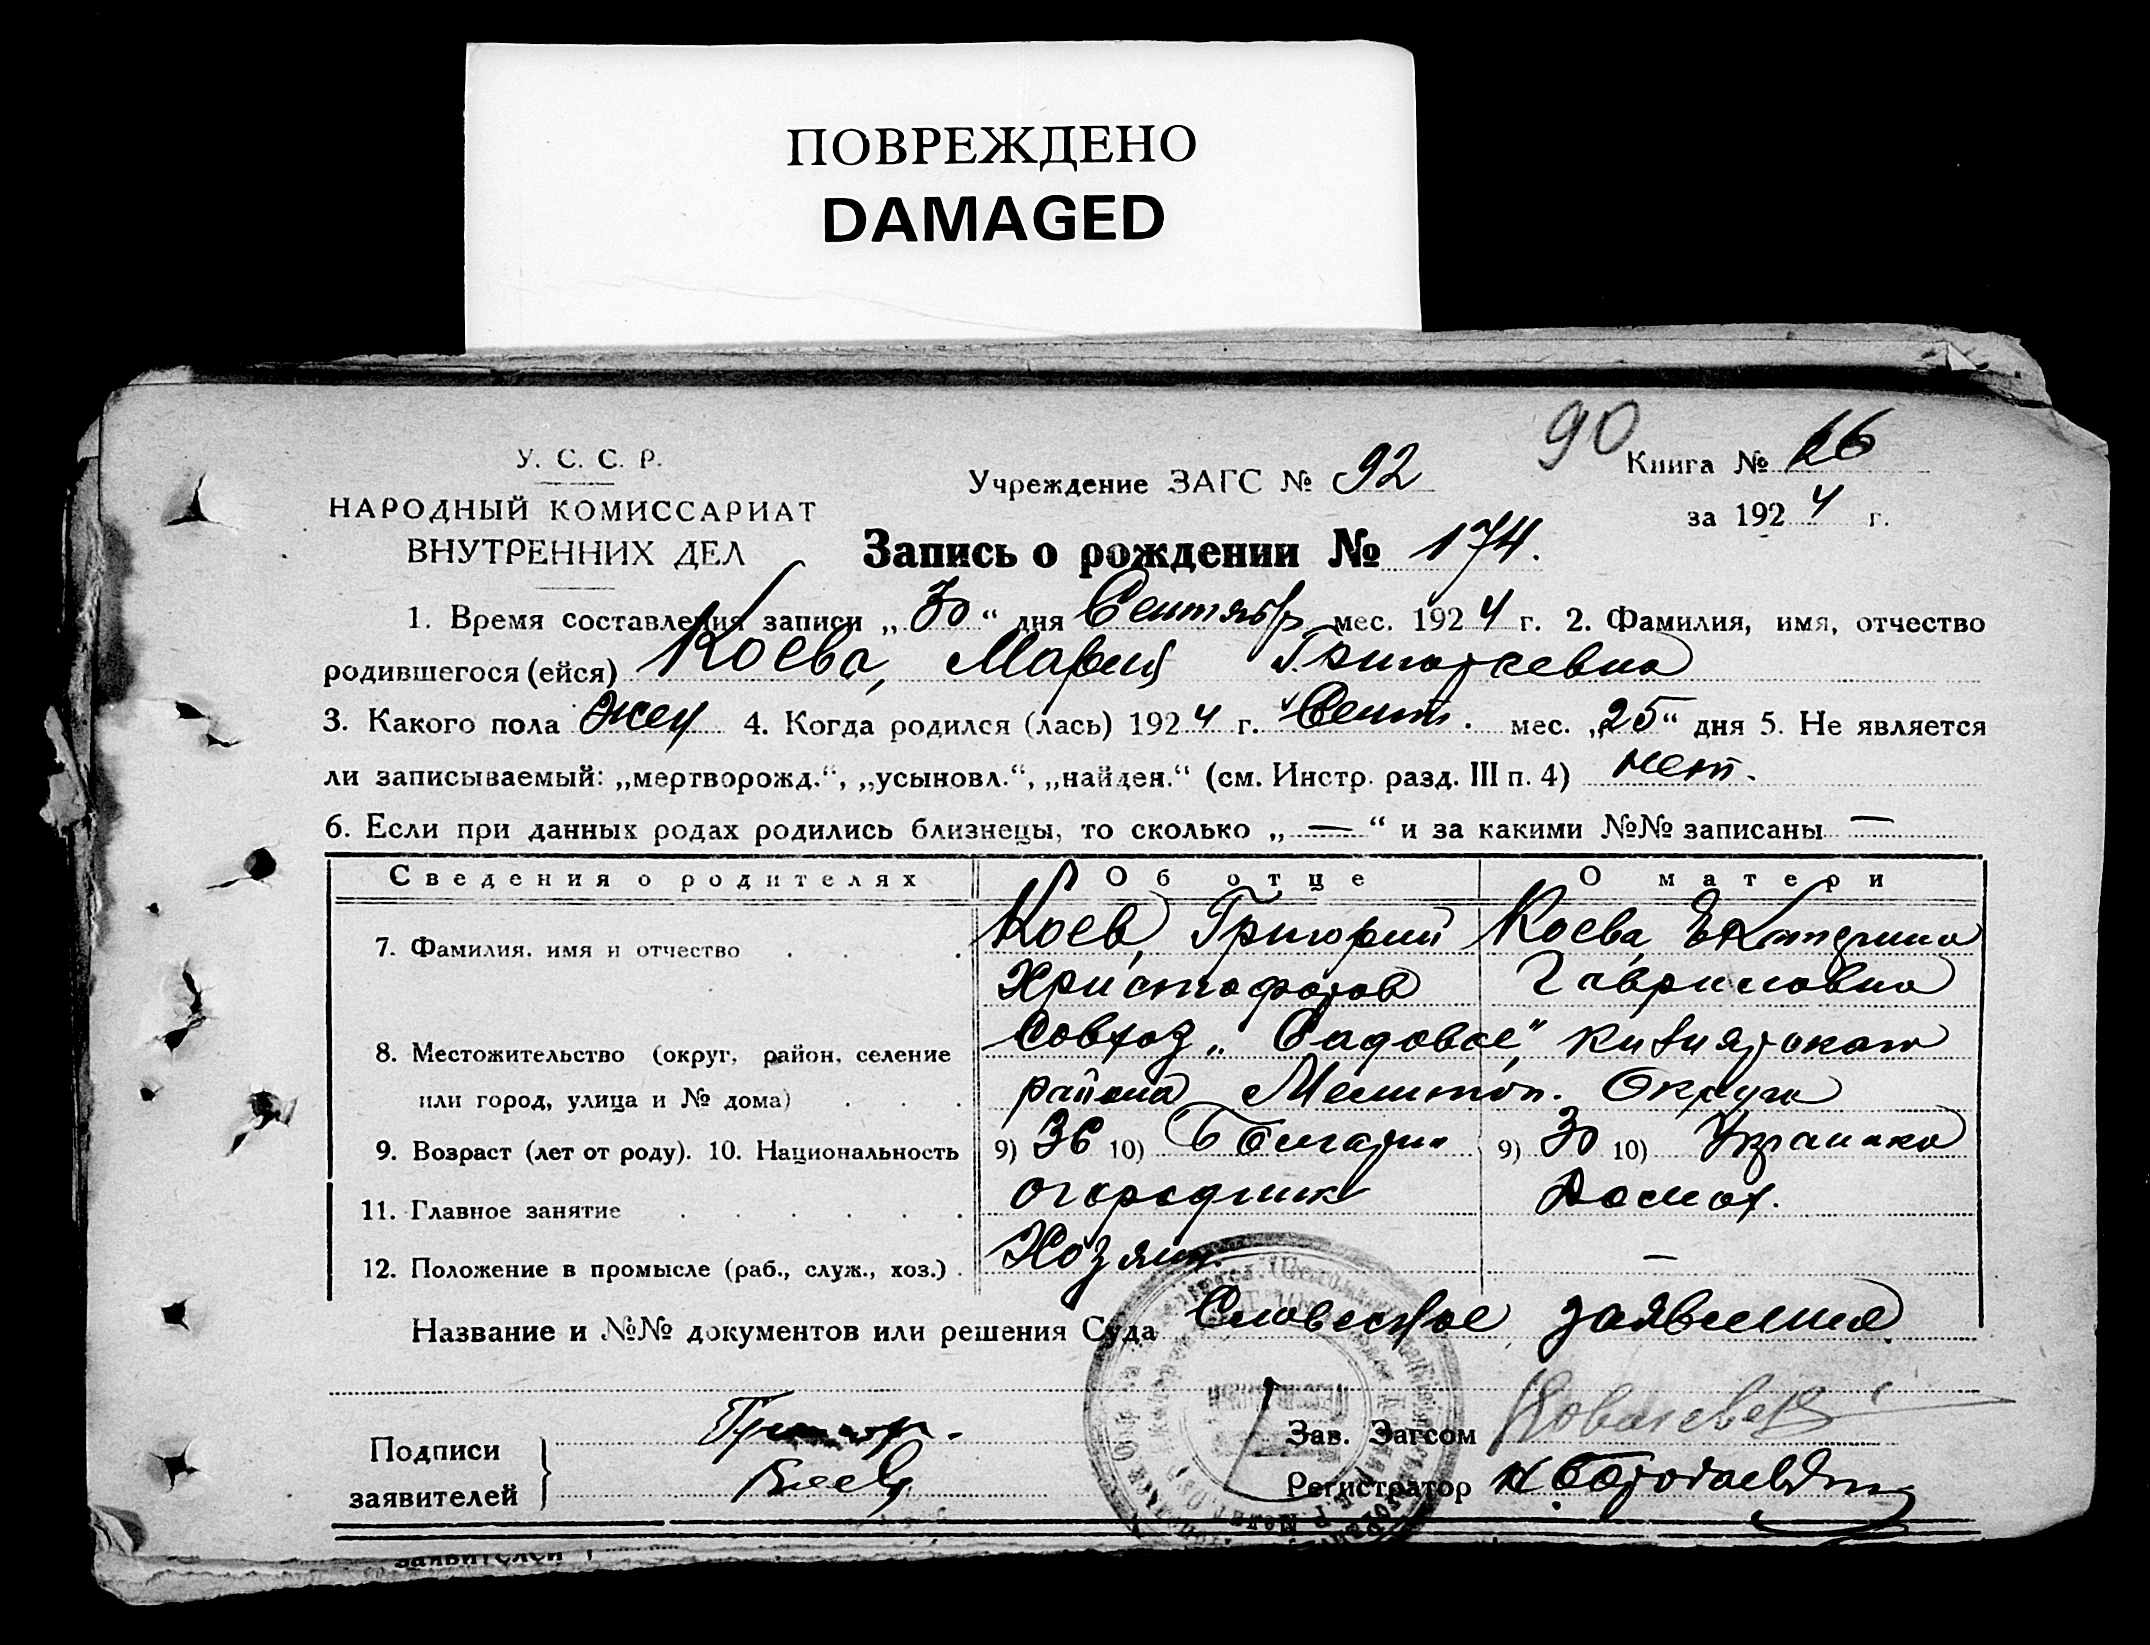 ПОВРЕЖДЕНО
DAMAGED
90
У. С. С. Р.
НАРОДНЫЙ КОМИССАРИАТ
ВНУТРЕННИХ ДЕЛ
Учреждение ЗАГС № 92
Книга № 26
за 1924 г.
Запись о рождении № 174.
1. Время составления записи „30“ дня Сентябр мес. 1924 г. 2. Фамилия, имя, отчество
родившегося (ейся) Коева, Мария Григорьевна
3. Какого пола жен 4. Когда родился (лась) 1924 г. Сент. мес. „25“ дня 5. Не является
ли записываемый: „мертворожд.“, „усыновл.“, „найден.“ (см. Инстр. разд. III п. 4) нет.
6. Если при данных родах родились близнецы, то сколько „—“ и за какими №№ записаны —
Сведения о родителях Об отце О матери
7. Фамилия, имя и отчество . . . . Коев, Григорий Коева, Екатерина
Христофоров Гавриловна
8. Местожительство (округ, район, селение Совхоз „Садовое“, Кизиярского
или город, улица и № дома) . . . района Мелитоп. Округа
9. Возраст (лет от роду). 10. Национальность 9) 36 10) Болгарин 9) 30 10) Украинка
11. Главное занятие . . . . . . огородник Домох.
12. Положение в промысле (раб., служ., хоз.) . Хозяин. —
Название и №№ документов или решения Суда Словесное заявление
Подписи
заявителей
Григор.
Коев
Зав. Загсом
Регистратор
заявителей